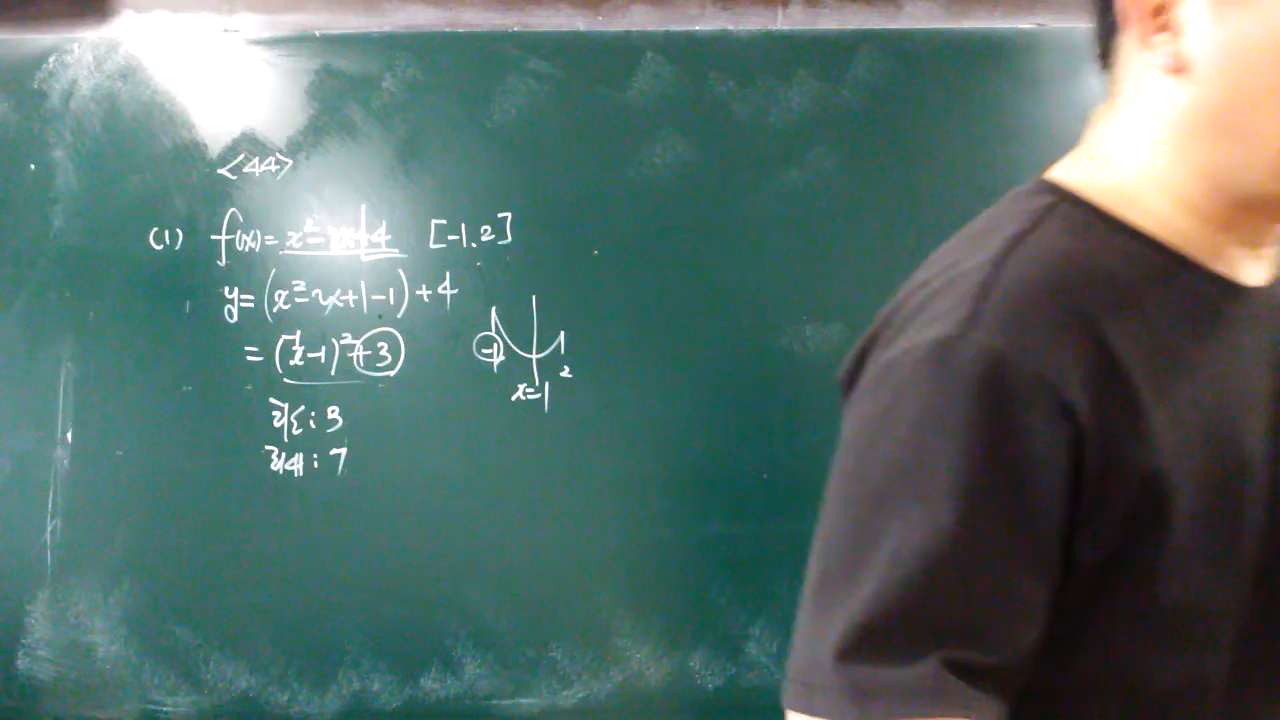 <44>
(1) f(x)= x²-2x+4 [-1.2]
y=(x²-2x+1-1)+4
=(x-1)²+3)
최소: 3
최대: 7
-1
2
x=1